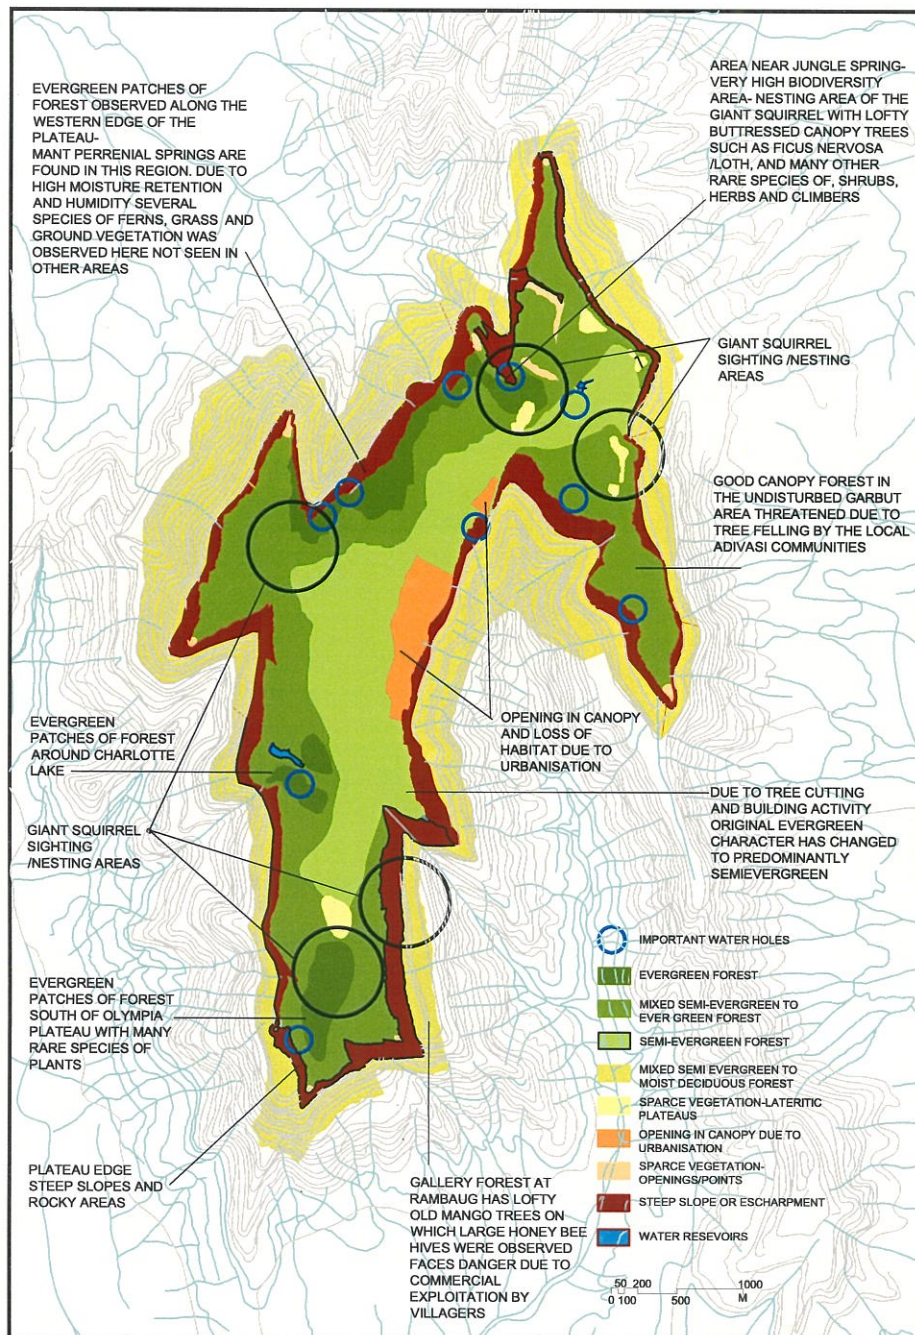 EVERGREEN PATCHES OF
FOREST OBSERVED ALONG THE
WESTERN EDGE OF THE
PLATEAU-
MANT PERRENIAL SPRINGS ARE
FOUND IN THIS REGION. DUE TO
HIGH MOISTURE RETENTION
AND HUMIDITY SEVERAL
SPECIES OF FERNS, GRASS AND
GROUND VEGETATION WAS
OBSERVED HERE NOT SEEN IN
OTHER AREAS
AREA NEAR JUNGLE SPRING-
VERY HIGH BIODIVERSITY
AREA- NESTING AREA OF THE
GIANT SQUIRREL WITH LOFTY
BUTTRESSED CANOPY TREES
SUCH AS FICUS NERVOSA
/LOTH, AND MANY OTHER
RARE SPECIES OF, SHRUBS,
HERBS AND CLIMBERS
GIANT SQUIRREL
SIGHTING /NESTING
AREAS
GOOD CANOPY FOREST IN
THE UNDISTURBED GARBUT
AREA THREATENED DUE TO
TREE FELLING BY THE LOCAL
ADIVASI COMMUNITIES
EVERGREEN
PATCHES OF FOREST
AROUND CHARLOTTE
LAKE
OPENING IN CANOPY
AND LOSS OF
HABITAT DUE TO
URBANISATION
GIANT SQUIRREL
SIGHTING
/NESTING AREAS
DUE TO TREE CUTTING
AND BUILDING ACTIVITY
ORIGINAL EVERGREEN
CHARACTER HAS CHANGED
TO PREDOMINANTLY
SEMIEVERGREEN
EVERGREEN
PATCHES OF FOREST
SOUTH OF OLYMPIA
PLATEAU WITH MANY
RARE SPECIES OF
PLANTS
PLATEAU EDGE
STEEP SLOPES AND
ROCKY AREAS
GALLERY FOREST AT
RAMBAUG HAS LOFTY
OLD MANGO TREES ON
WHICH LARGE HONEY BEE
HIVES WERE OBSERVED
FACES DANGER DUE TO
COMMERCIAL
EXPLOITATION BY
VILLAGERS
IMPORTANT WATER HOLES
EVERGREEN FOREST
MIXED SEMI-EVERGREEN TO
EVER GREEN FOREST
SEMI-EVERGREEN FOREST
MIXED SEMI EVERGREEN TO
MOIST DECIDUOUS FOREST
SPARCE VEGETATION-LATERITIC
PLATEAUS
OPENING IN CANOPY DUE TO
URBANISATION
SPARCE VEGETATION-
OPENINGS/POINTS
STEEP SLOPE OR ESCARPMENT
WATER RESEVOIRS
50 200 1000
0 100 500 M